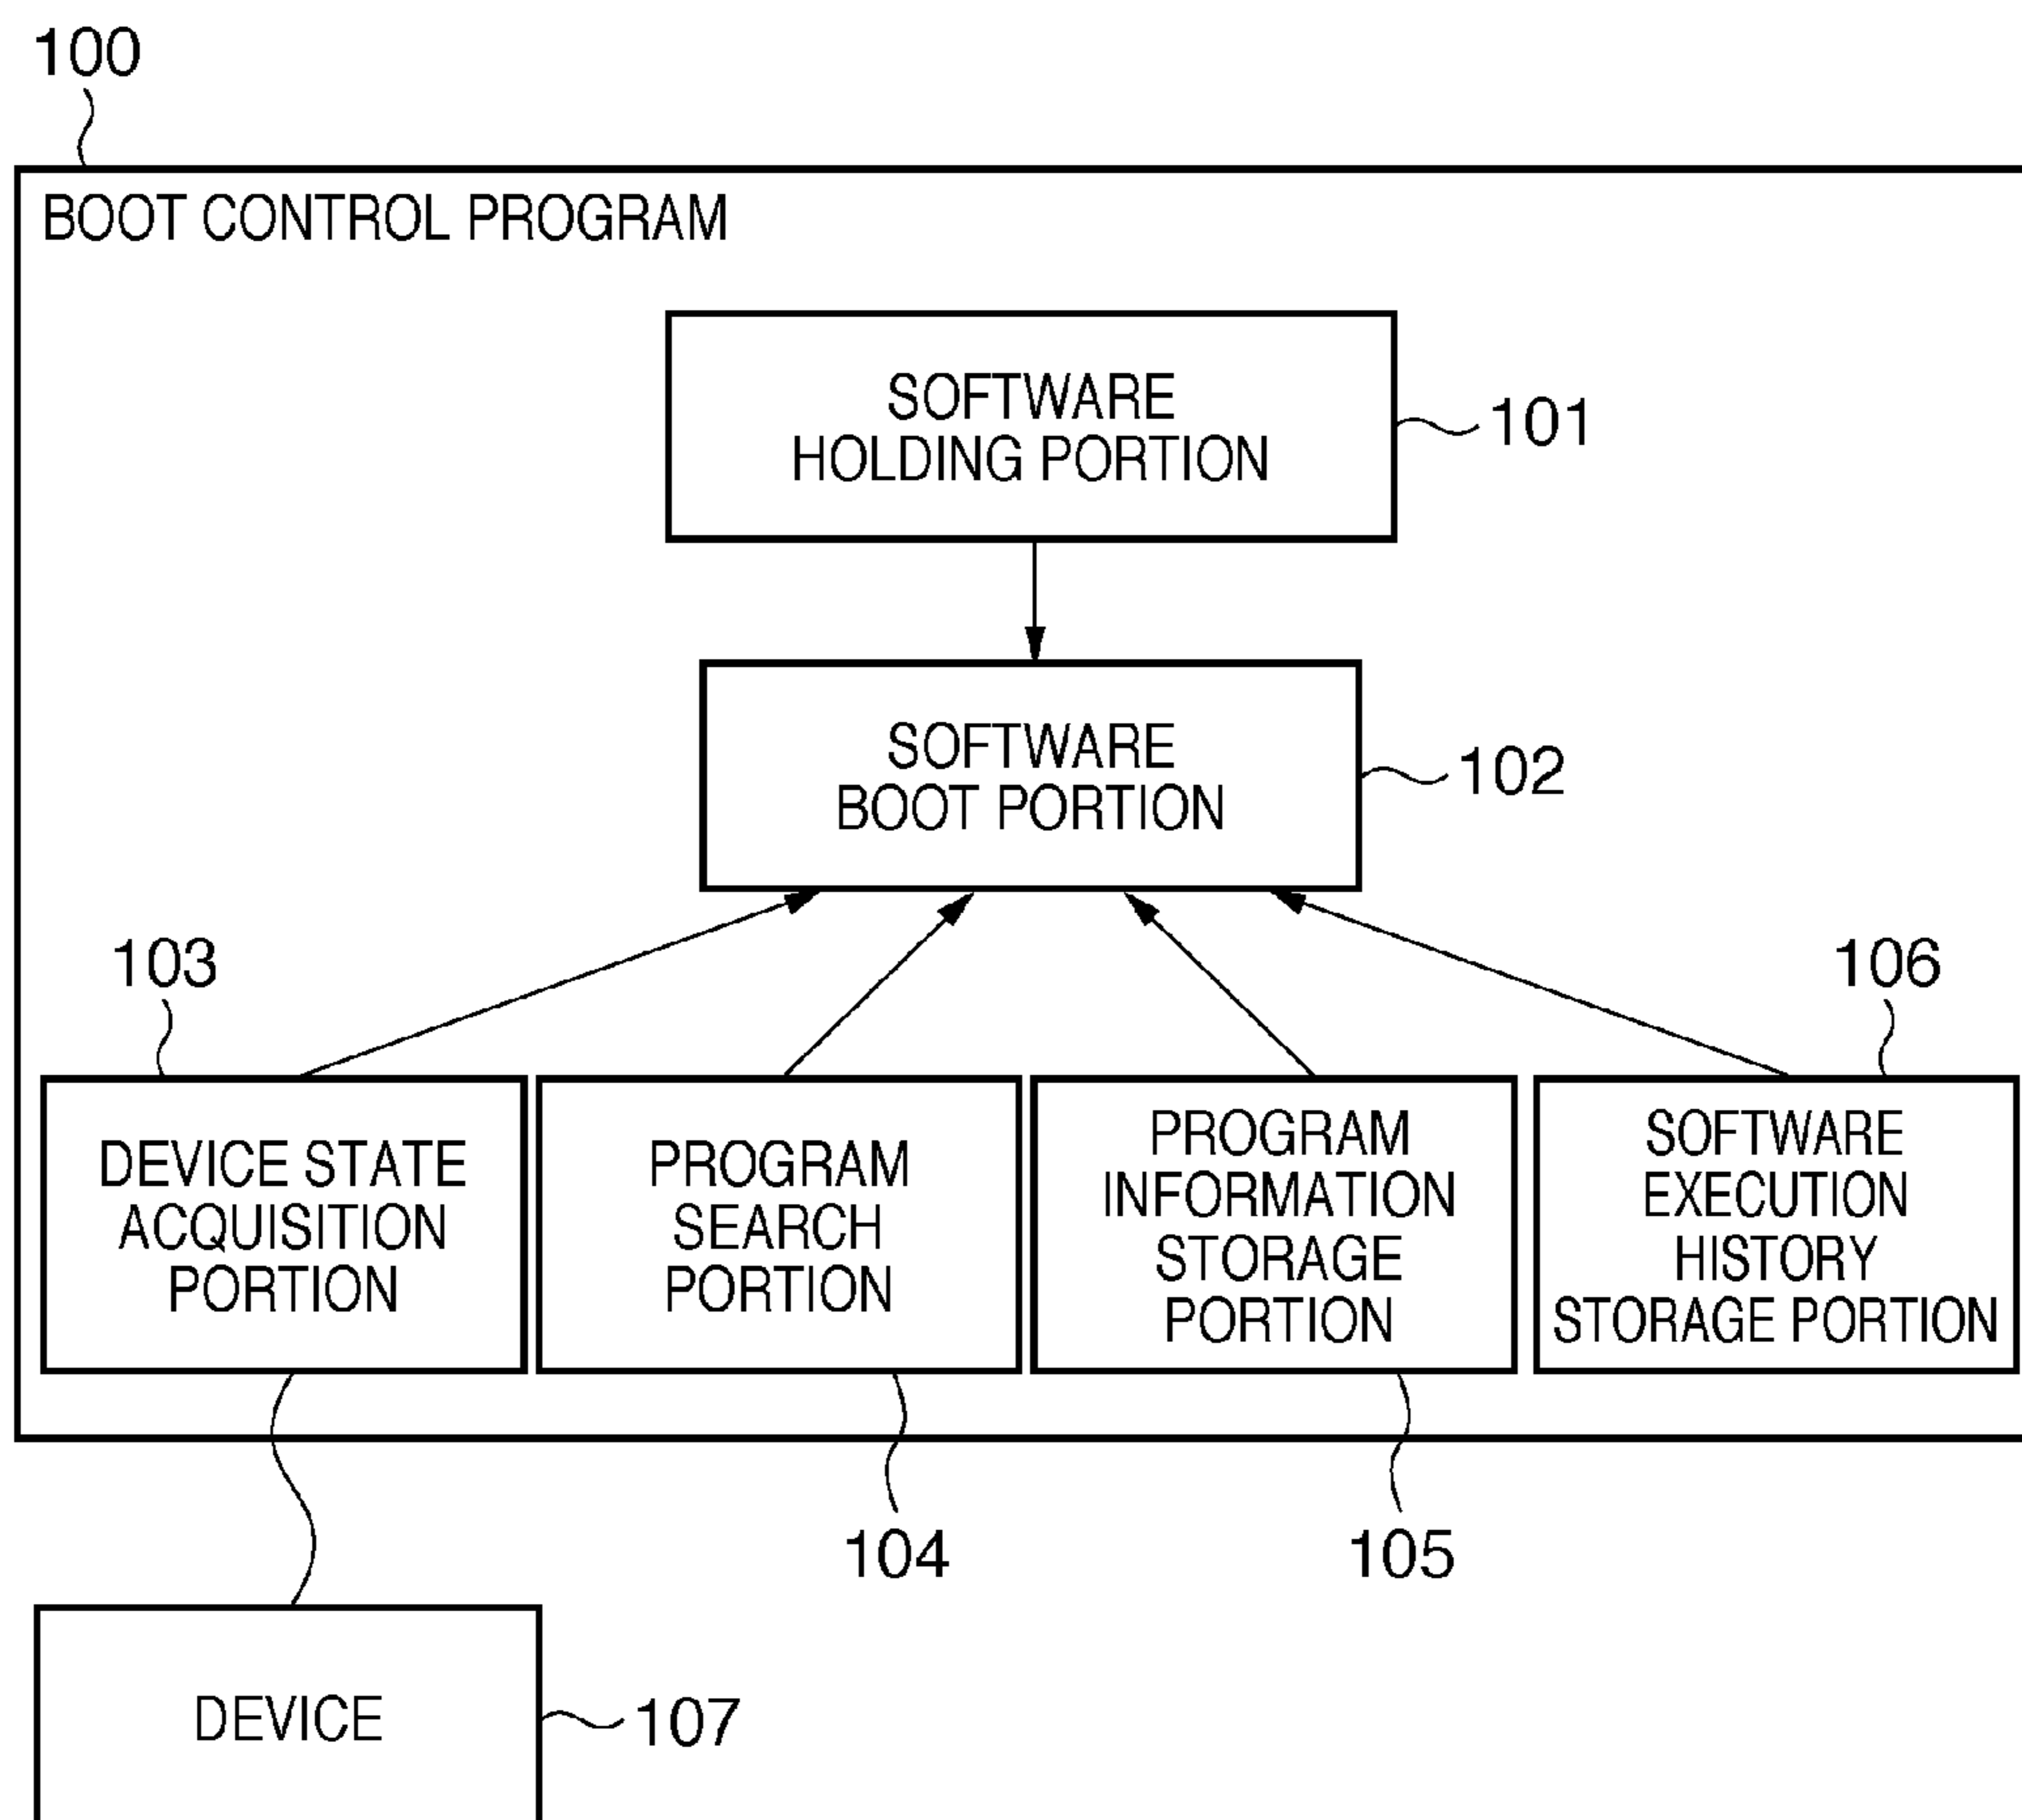 100
BOOT CONTROL PROGRAM
SOFTWARE
HOLDING PORTION
101
SOFTWARE
BOOT PORTION
102
103
106
DEVICE STATE
ACQUISITION
PORTION
PROGRAM
SEARCH
PORTION
PROGRAM
INFORMATION
STORAGE
PORTION
SOFTWARE
EXECUTION
HISTORY
STORAGE PORTION
104
105
DEVICE
107